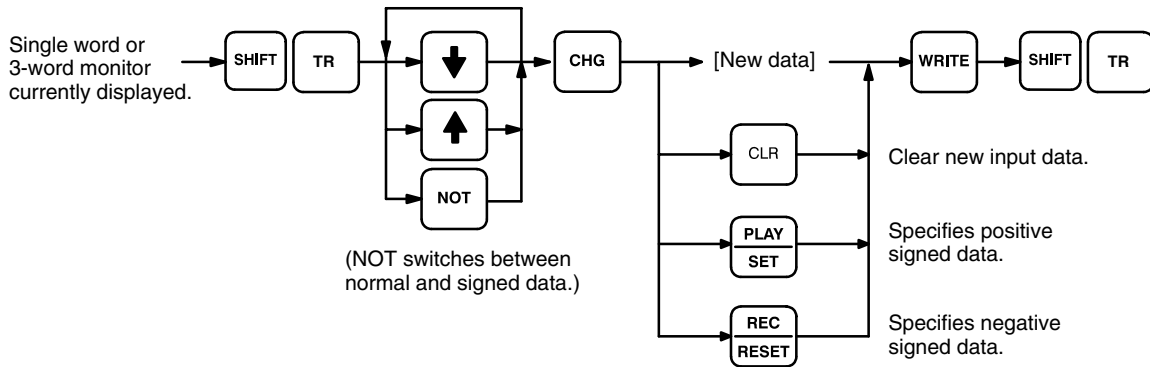 Single word or
3-word monitor
currently displayed.
SHIFT
TR
NOT
(NOT switches between
normal and signed data.)
CHG
[New data]
CLR
PLAY
SET
REC
RESET
WRITE
SHIFT
TR
Clear new input data.
Specifies positive
signed data.
Specifies negative
signed data.